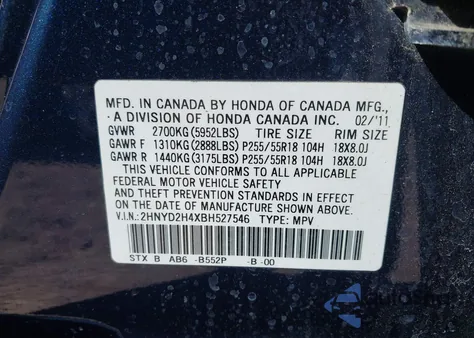 MFD. IN CANADA BY HONDA OF CANADA MFG.,
A DIVISION OF HONDA CANADA INC. 02/'11
GVWR 2700KG(5952LBS) TIRE SIZE RIM SIZE
GAWR F 1310KG(2888LBS) P255/55R18 104H 18X8.0J
GAWR R 1440KG(3175LBS) P255/55R18 104H 18X8.0J
THIS VEHICLE CONFORMS TO ALL APPLICABLE
FEDERAL MOTOR VEHICLE SAFETY
AND THEFT PREVENTION STANDARDS IN EFFECT
ON THE DATE OF MANUFACTURE SHOWN ABOVE.
V.I.N.: 2HNYD2H4XBH527546 TYPE: MPV
STX B AB6 -B552P -B-00